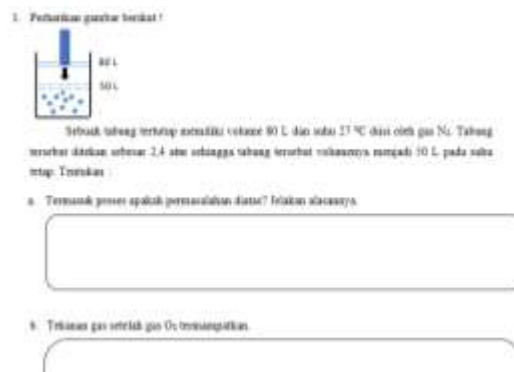 1. Perhatikan gambar berikut !
80 L
50 L
Sebuah tabung tertutup memiliki volume 80 L dan suhu 27 °C diisi oleh gas N₂. Tabung
tersebut ditekan sebesar 2,4 atm sehingga tabung tersebut volumenya menjadi 50 L pada suhu
tetap. Tentukan :
a. Termasuk proses apakah permasalahan diatas? Jelaskan alasannya.
b. Tekanan gas setelah gas O₂ termampatkan.